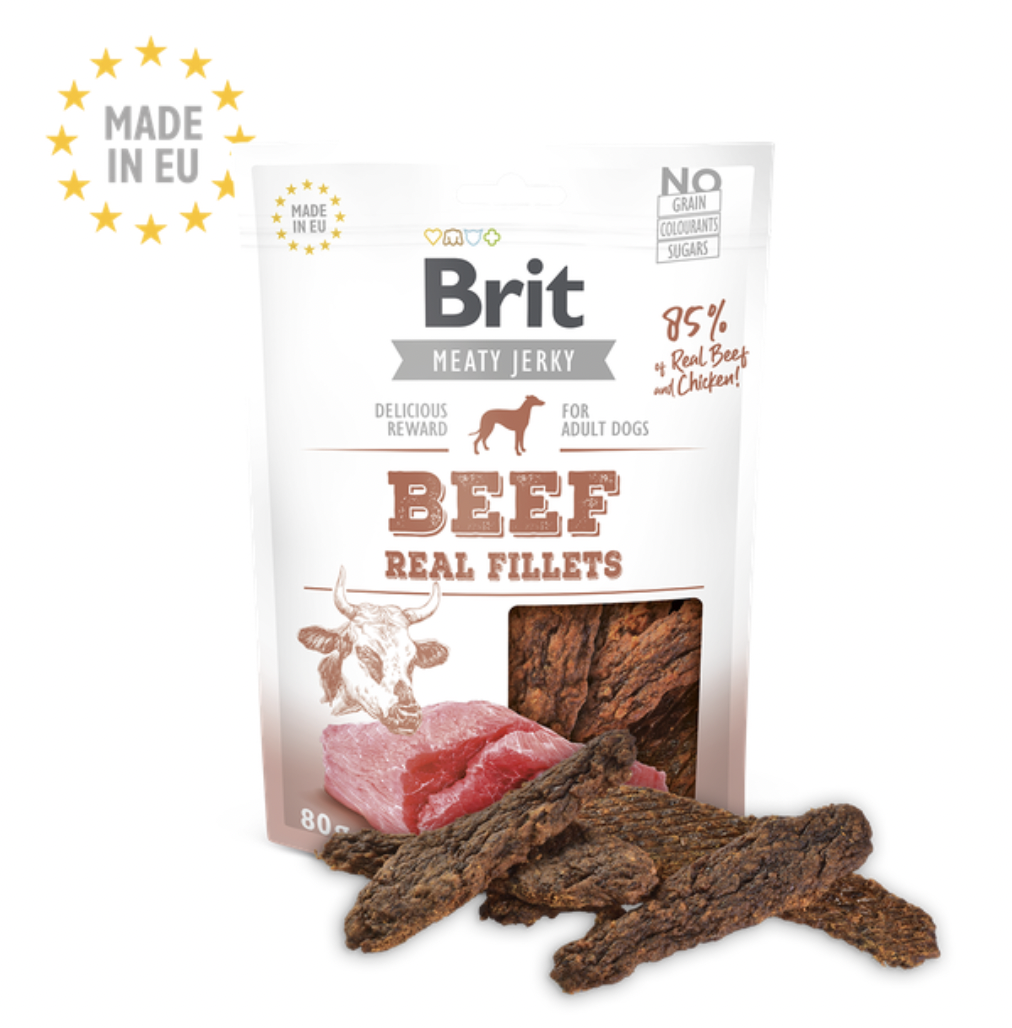 MADE
IN EU
MADE
IN EU
NO
GRAIN
COLOURANTS
SUGARS
Brit
MEATY JERKY
85%
of Real Beef
and Chicken!
DELICIOUS
REWARD
FOR
ADULT DOGS
BEEF
REAL FILLETS
80g